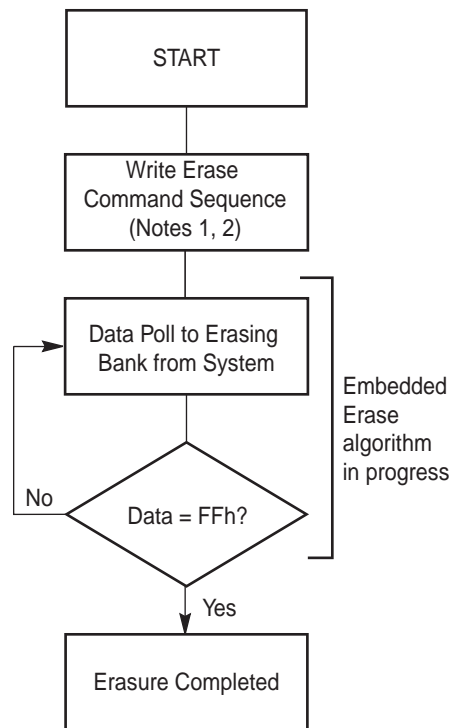 START
Write Erase
Command Sequence
(Notes 1, 2)
Data Poll to Erasing
Bank from System
Embedded
Erase
algorithm
in progress
No
Data = FFh?
Yes
Erasure Completed